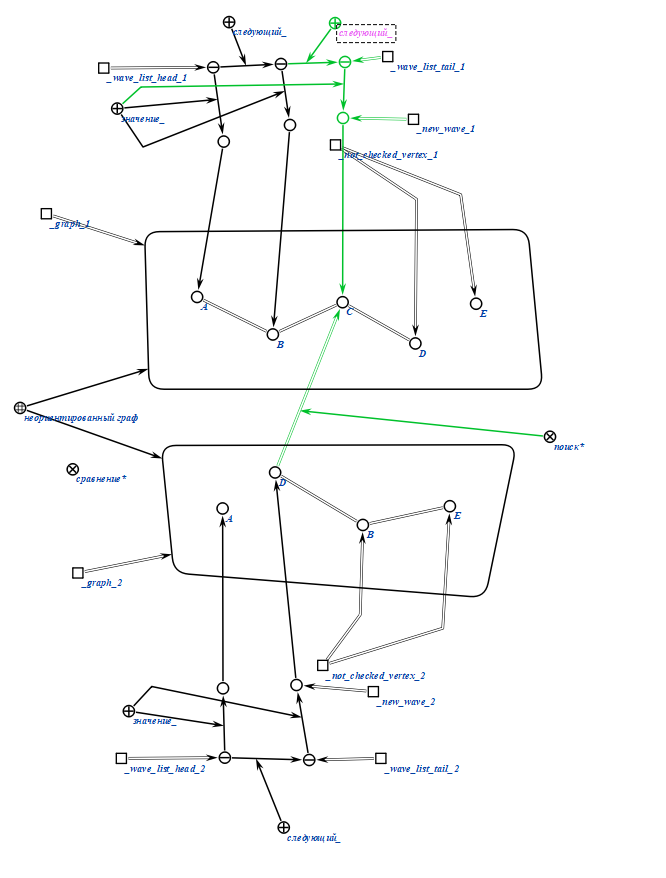 следующий_
следующий_
_wave_list_head_1
_wave_list_tail_1
значение_
_new_wave_1
_not_checked_vertex_1
_graph_1
A
B
C
D
E
неориентированный граф
поиск*
сравнение*
D
A
B
E
_graph_2
_not_checked_vertex_2
_new_wave_2
значение_
_wave_list_head_2
_wave_list_tail_2
следующий_